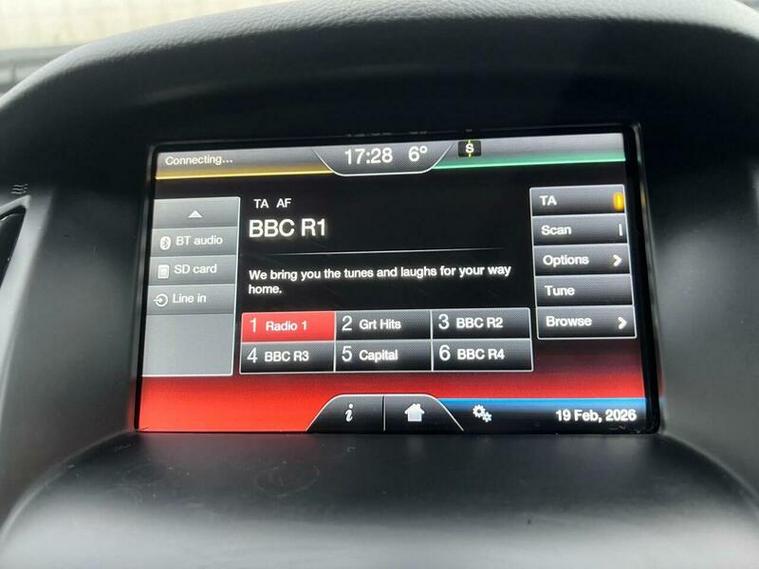 Connecting...
17:28 6°
TA AF
BBC R1
We bring you the tunes and laughs for your way
home.
BT audio
SD card
Line in
TA
Scan
Options
Tune
Browse
1 Radio 1
2 Grt Hits
3 BBC R2
4 BBC R3
5 Capital
6 BBC R4
i
19 Feb, 2026